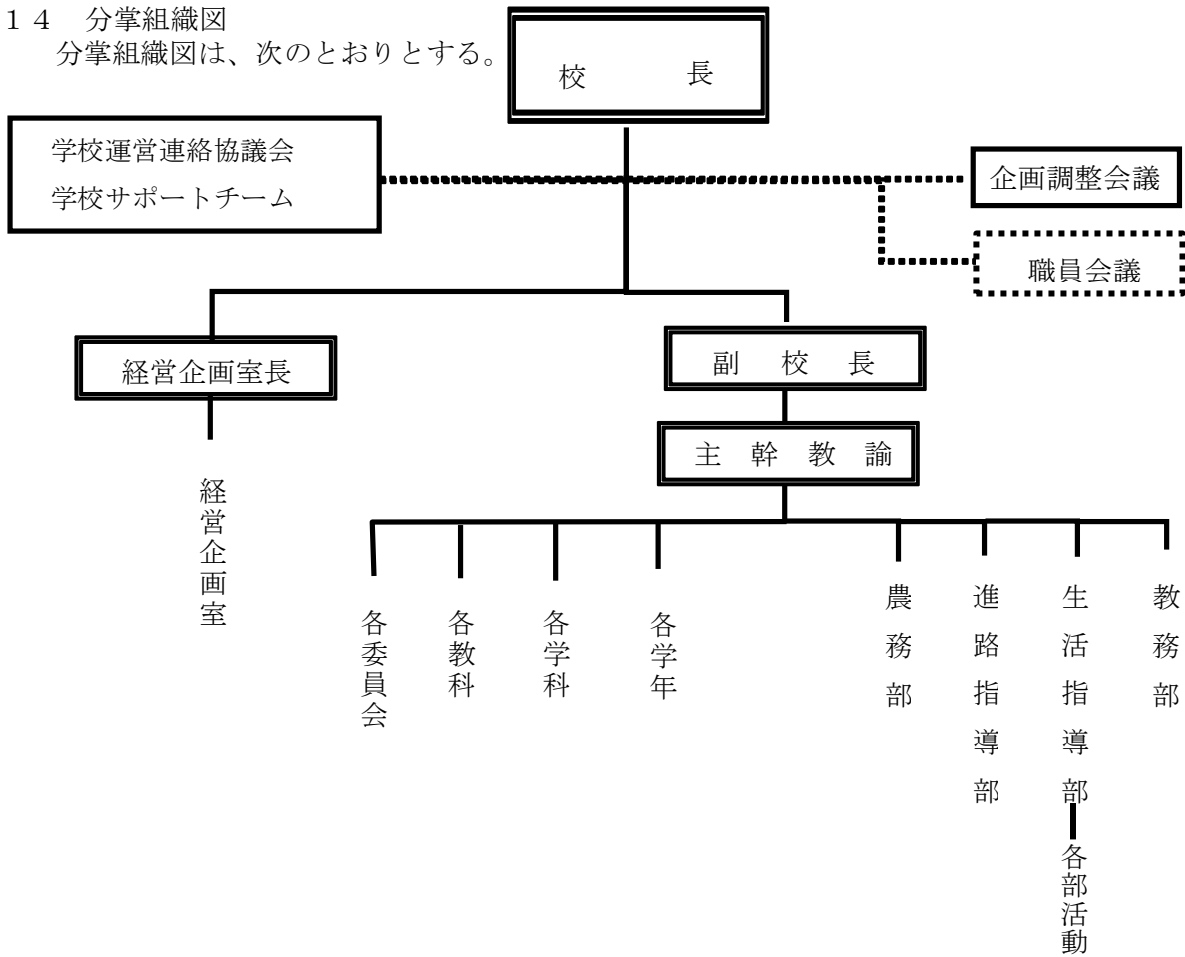 １４　分掌組織図
分掌組織図は、次のとおりとする。
校　　　長
学校運営連絡協議会
学校サポートチーム
企画調整会議
職員会議
経営企画室長
副　校　長
主　幹　教　諭
経営企画室
各委員会
各教科
各学科
各学年
農務部
進路指導部
生活指導部
教務部
各部活動